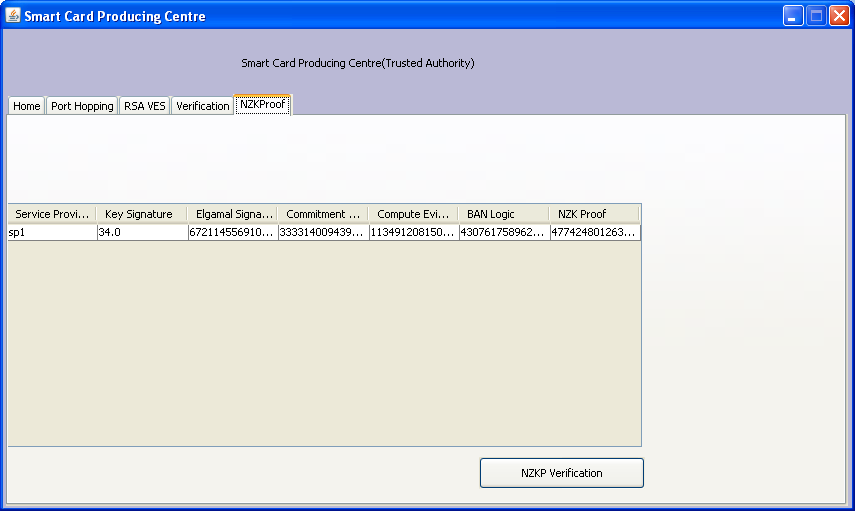 Smart Card Producing Centre
Smart Card Producing Centre(Trusted Authority)
Home Port Hopping RSA VES Verification NZKProof
Service Provi... Key Signature Elgamal Signa... Commitment ... Compute Evi... BAN Logic NZK Proof
sp1 34.0 672114556910... 333314009439... 113491208150... 430761758962... 477424801263...
NZKP Verification